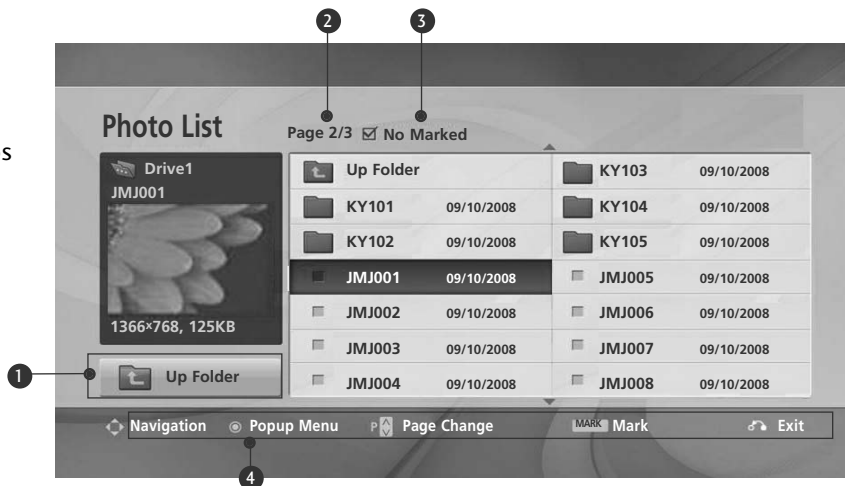 2 3
s
Photo List Page 2/3 No Marked
Drive1
JMJ001
1366×768, 125KB
1 Up Folder
Up Folder KY103 09/10/2008
KY101 09/10/2008 KY104 09/10/2008
KY102 09/10/2008 KY105 09/10/2008
JMJ001 09/10/2008 JMJ005 09/10/2008
JMJ002 09/10/2008 JMJ006 09/10/2008
JMJ003 09/10/2008 JMJ007 09/10/2008
JMJ004 09/10/2008 JMJ008 09/10/2008
Navigation Popup Menu P Page Change MARK Mark Exit
4